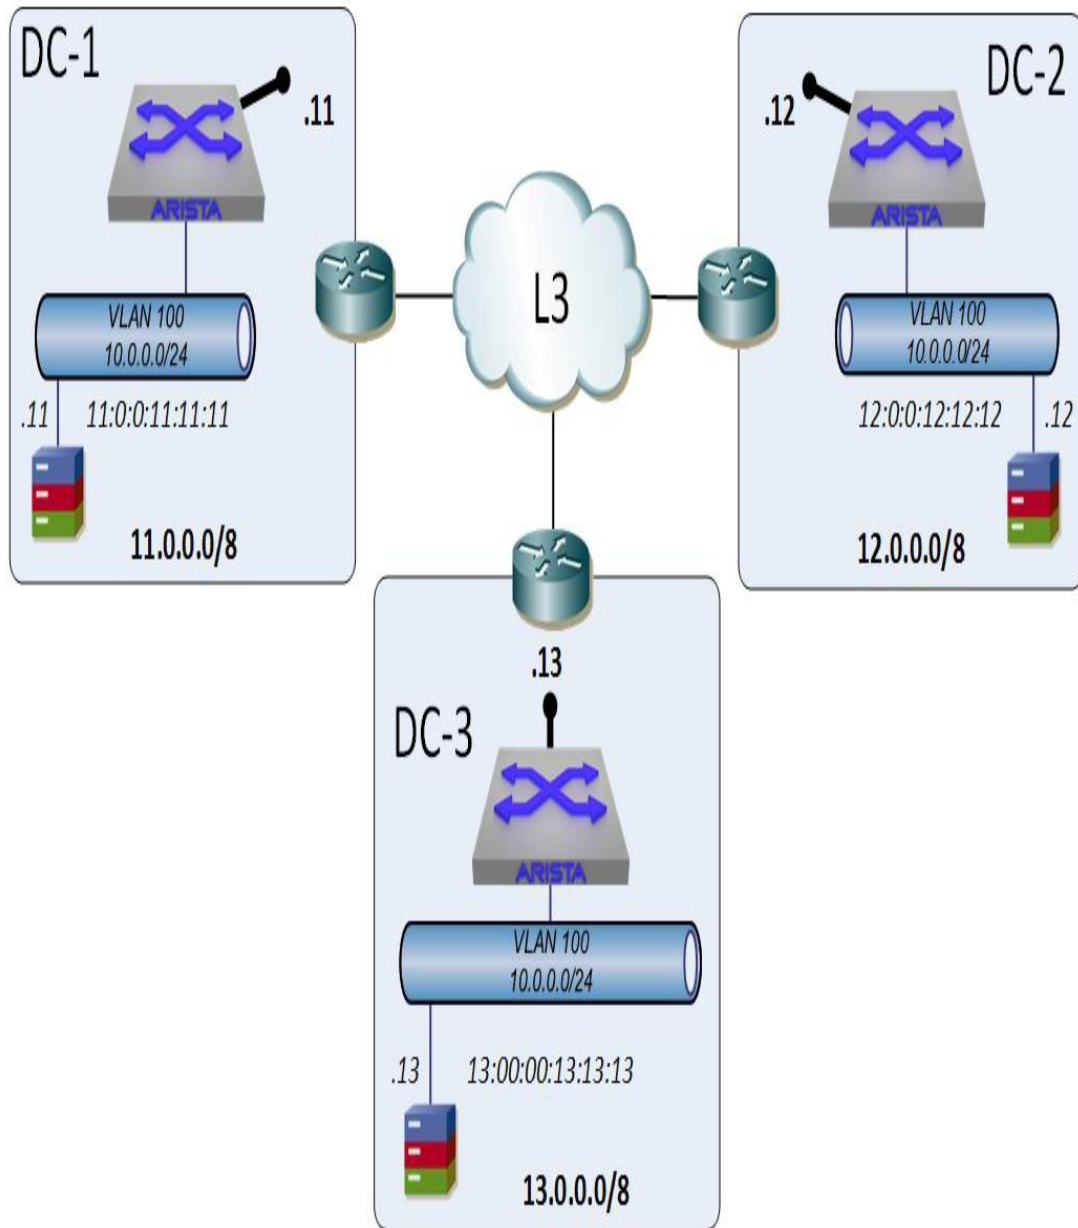 DC-1
.11
ARISTA
VLAN 100
10.0.0.0/24
.11 11:0:0:11:11:11
11.0.0.0/8
L3
DC-2
.12
ARISTA
VLAN 100
10.0.0.0/24
12:0:0:12:12:12 .12
12.0.0.0/8
.13
DC-3
ARISTA
VLAN 100
10.0.0.0/24
.13 13:00:00:13:13:13
13.0.0.0/8